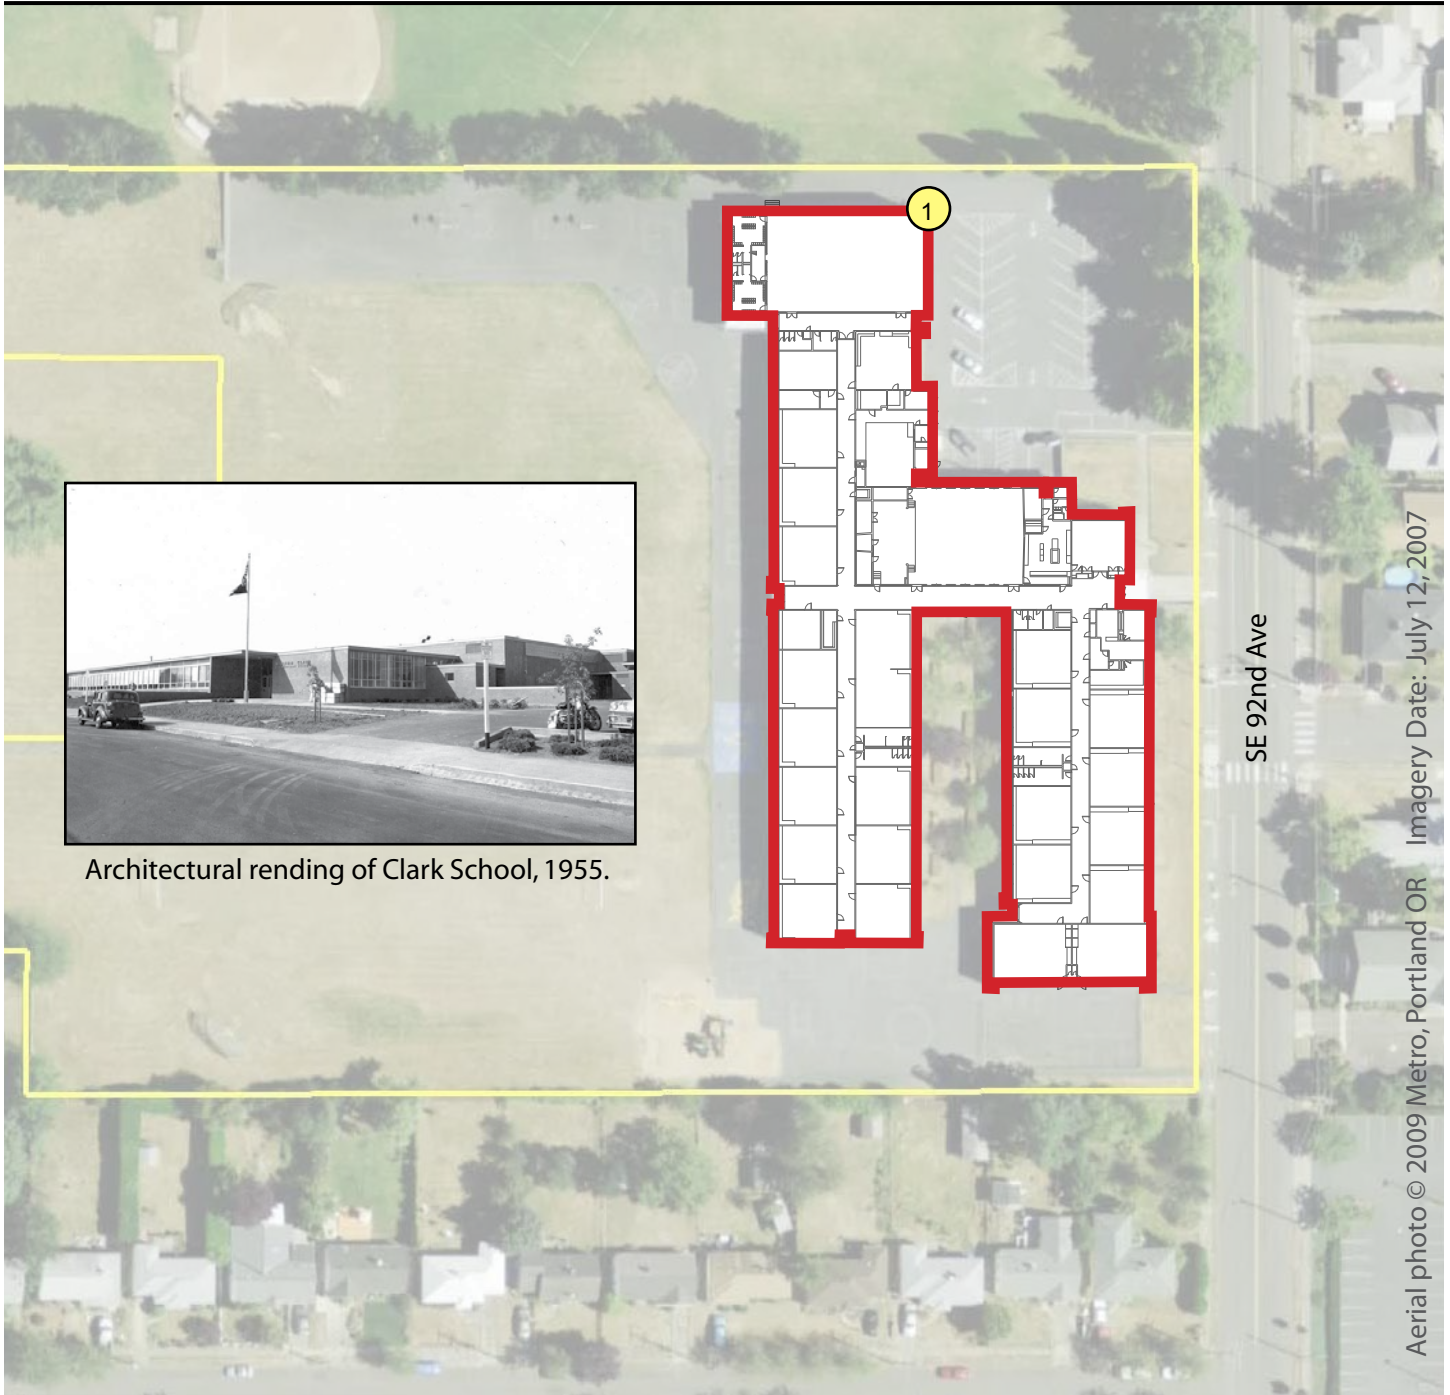 1
Architectural rending of Clark School, 1955.
SE 92nd Ave
Aerial photo © 2009 Metro, Portland OR Imagery Date: July 12, 2007